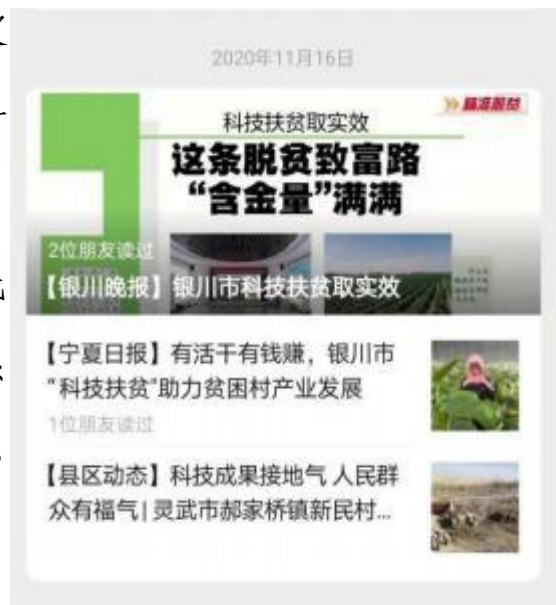 2020年11月16日
精准脱贫
科技扶贫取实效
这条脱贫致富路
“含金量”满满
2位朋友读过
【银川晚报】银川市科技扶贫取实效
【宁夏日报】有活干有钱赚，银川市
“科技扶贫”助力贫困村产业发展
1位朋友读过
【县区动态】科技成果接地气 人民群
众有福气|灵武市郝家桥镇新民村...